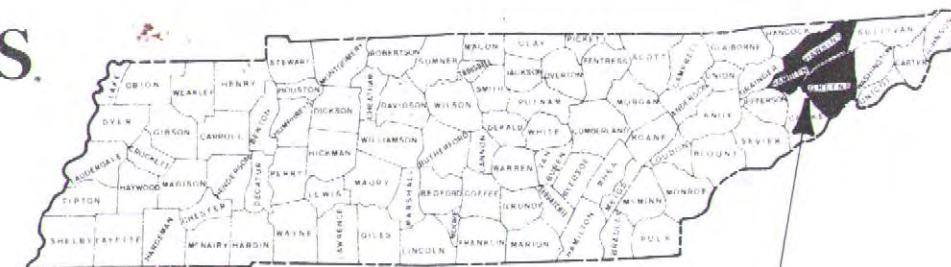 S.
LAKE OBION WEAKLEY HENRY STEWART MONTGOMERY ROBERTSON SUMNER MACON CLAY PICKETT SCOTT CLAIBORNE HANCOCK HAWKINS SULLIVAN
DYER GIBSON CARROLL BENTON HOUSTON HUMPHREYS DICKSON CHEATHAM DAVIDSON WILSON SMITH JACKSON OVERTON FENTRESS MORGAN ANDERSON UNION GRAINGER HAMBLEN GREENE WASHINGTON CARTER
LAUDERDALE CROCKETT HAYWOOD MADISON HENDERSON DECATUR PERRY HICKMAN WILLIAMSON RUTHERFORD CANNON DEKALB WHITE PUTNAM CUMBERLAND ROANE KNOX JEFFERSON SEVIER
TIPTON CHESTER LEWIS MAURY MARSHALL BEDFORD COFFEE WARREN VAN BUREN BLEDSOE RHEA MEIGS LOUDON BLOUNT MONROE
SHELBY FAYETTE HARDEMAN McNAIRY HARDIN WAYNE LAWRENCE GILES LINCOLN MOORE FRANKLIN GRUNDY MARION HAMILTON BRADLEY McMINN POLK